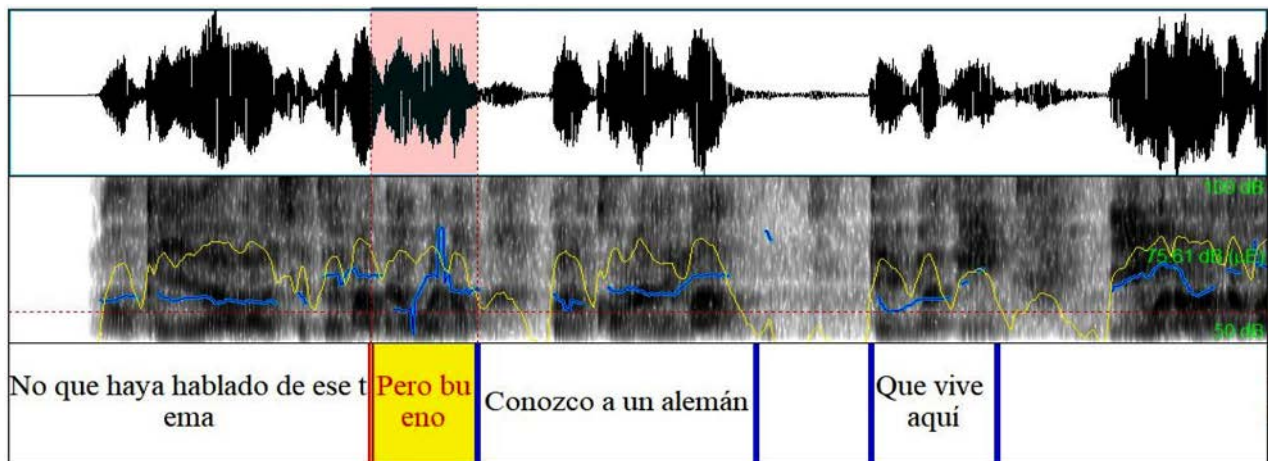 100 dB
75.61 dB (µE)
50 dB
No que haya hablado de ese t
ema
Pero bu
eno
Conozco a un alemán
Que vive
aquí